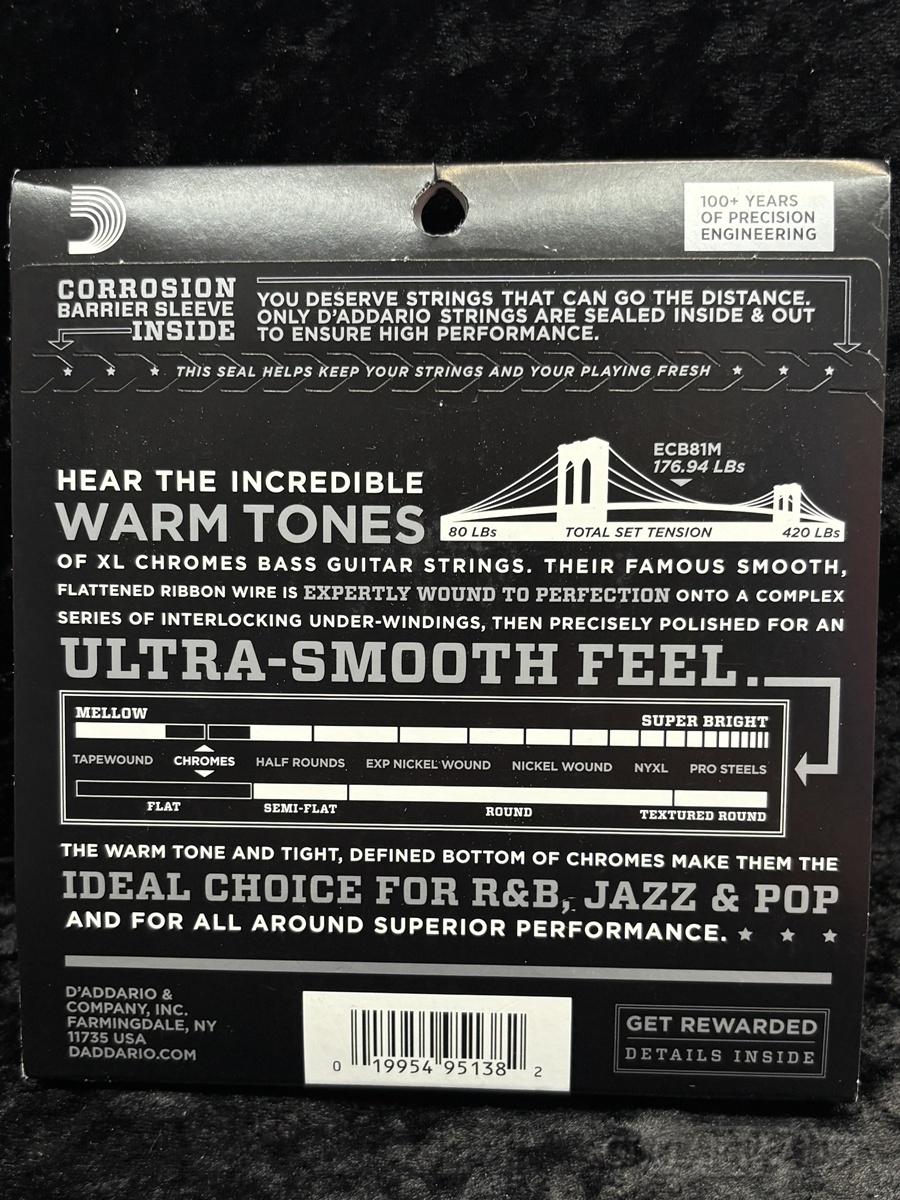 100+ YEARS
OF PRECISION
ENGINEERING
CORROSION
BARRIER SLEEVE
INSIDE
YOU DESERVE STRINGS THAT CAN GO THE DISTANCE.
ONLY D'ADDARIO STRINGS ARE SEALED INSIDE & OUT
TO ENSURE HIGH PERFORMANCE.
THIS SEAL HELPS KEEP YOUR STRINGS AND YOUR PLAYING FRESH
ECB81M
176.94 LBs
80 LBs TOTAL SET TENSION 420 LBs
HEAR THE INCREDIBLE
WARM TONES
OF XL CHROMES BASS GUITAR STRINGS. THEIR FAMOUS SMOOTH,
FLATTENED RIBBON WIRE IS EXPERTLY WOUND TO PERFECTION ONTO A COMPLEX
SERIES OF INTERLOCKING UNDER-WINDINGS, THEN PRECISELY POLISHED FOR AN
ULTRA-SMOOTH FEEL.
MELLOW SUPER BRIGHT
TAPEWOUND CHROMES HALF ROUNDS EXP NICKEL WOUND NICKEL WOUND NYXL PRO STEELS
FLAT SEMI-FLAT ROUND TEXTURED ROUND
THE WARM TONE AND TIGHT, DEFINED BOTTOM OF CHROMES MAKE THEM THE
IDEAL CHOICE FOR R&B, JAZZ & POP
AND FOR ALL AROUND SUPERIOR PERFORMANCE.
D'ADDARIO &
COMPANY, INC.
FARMINGDALE, NY
11735 USA
DADDARIO.COM
0 19954 95138 2
GET REWARDED
DETAILS INSIDE